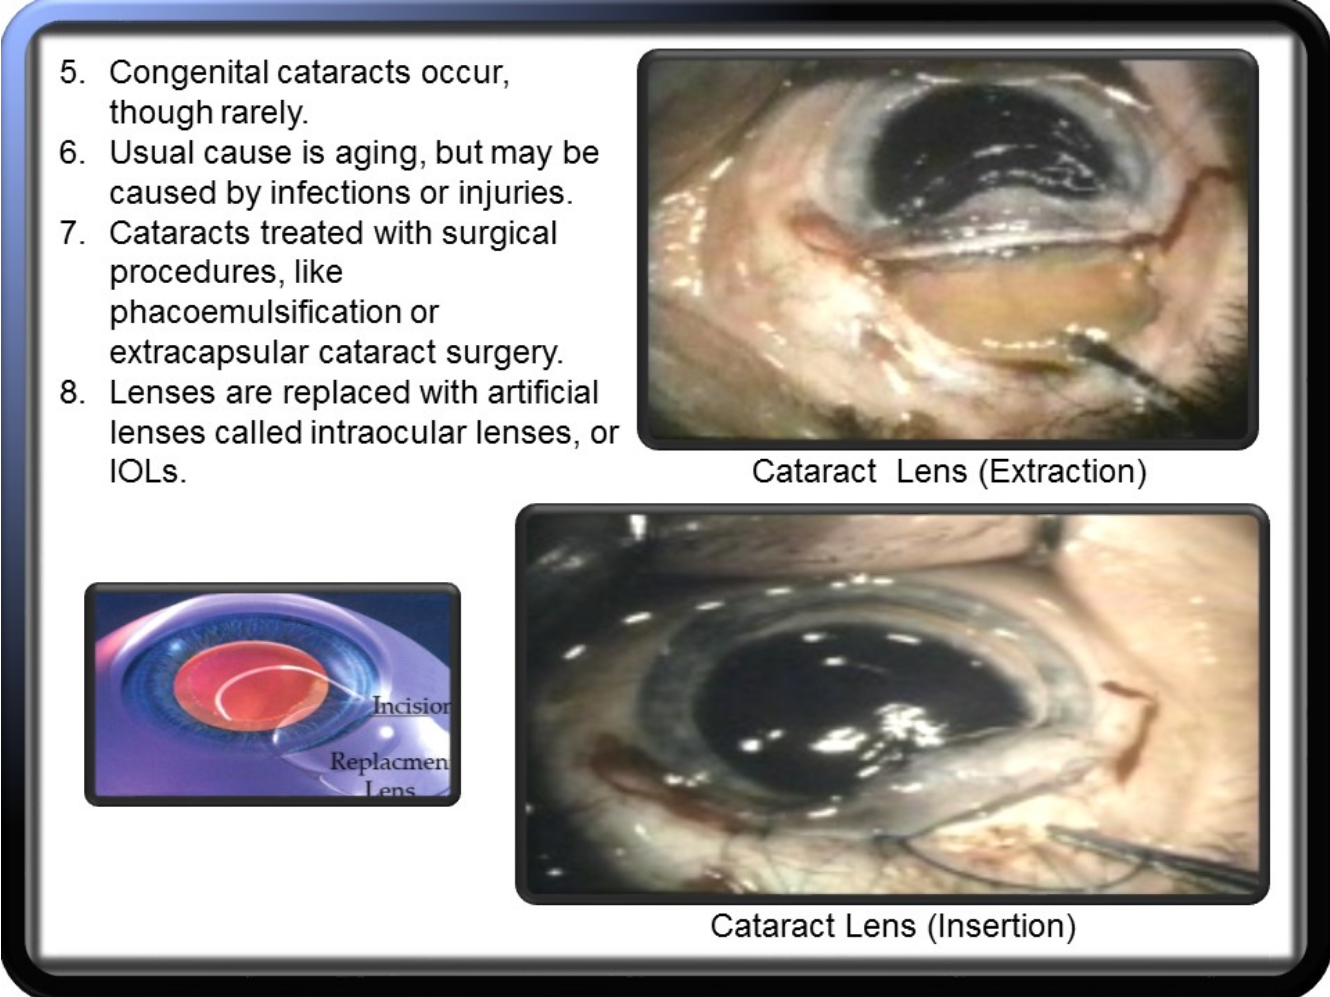 5. Congenital cataracts occur,
though rarely.
6. Usual cause is aging, but may be
caused by infections or injuries.
7. Cataracts treated with surgical
procedures, like
phacoemulsification or
extracapsular cataract surgery.
8. Lenses are replaced with artificial
lenses called intraocular lenses, or
IOLs.
Cataract Lens (Extraction)
Incision
Replacmen
Lens
Cataract Lens (Insertion)